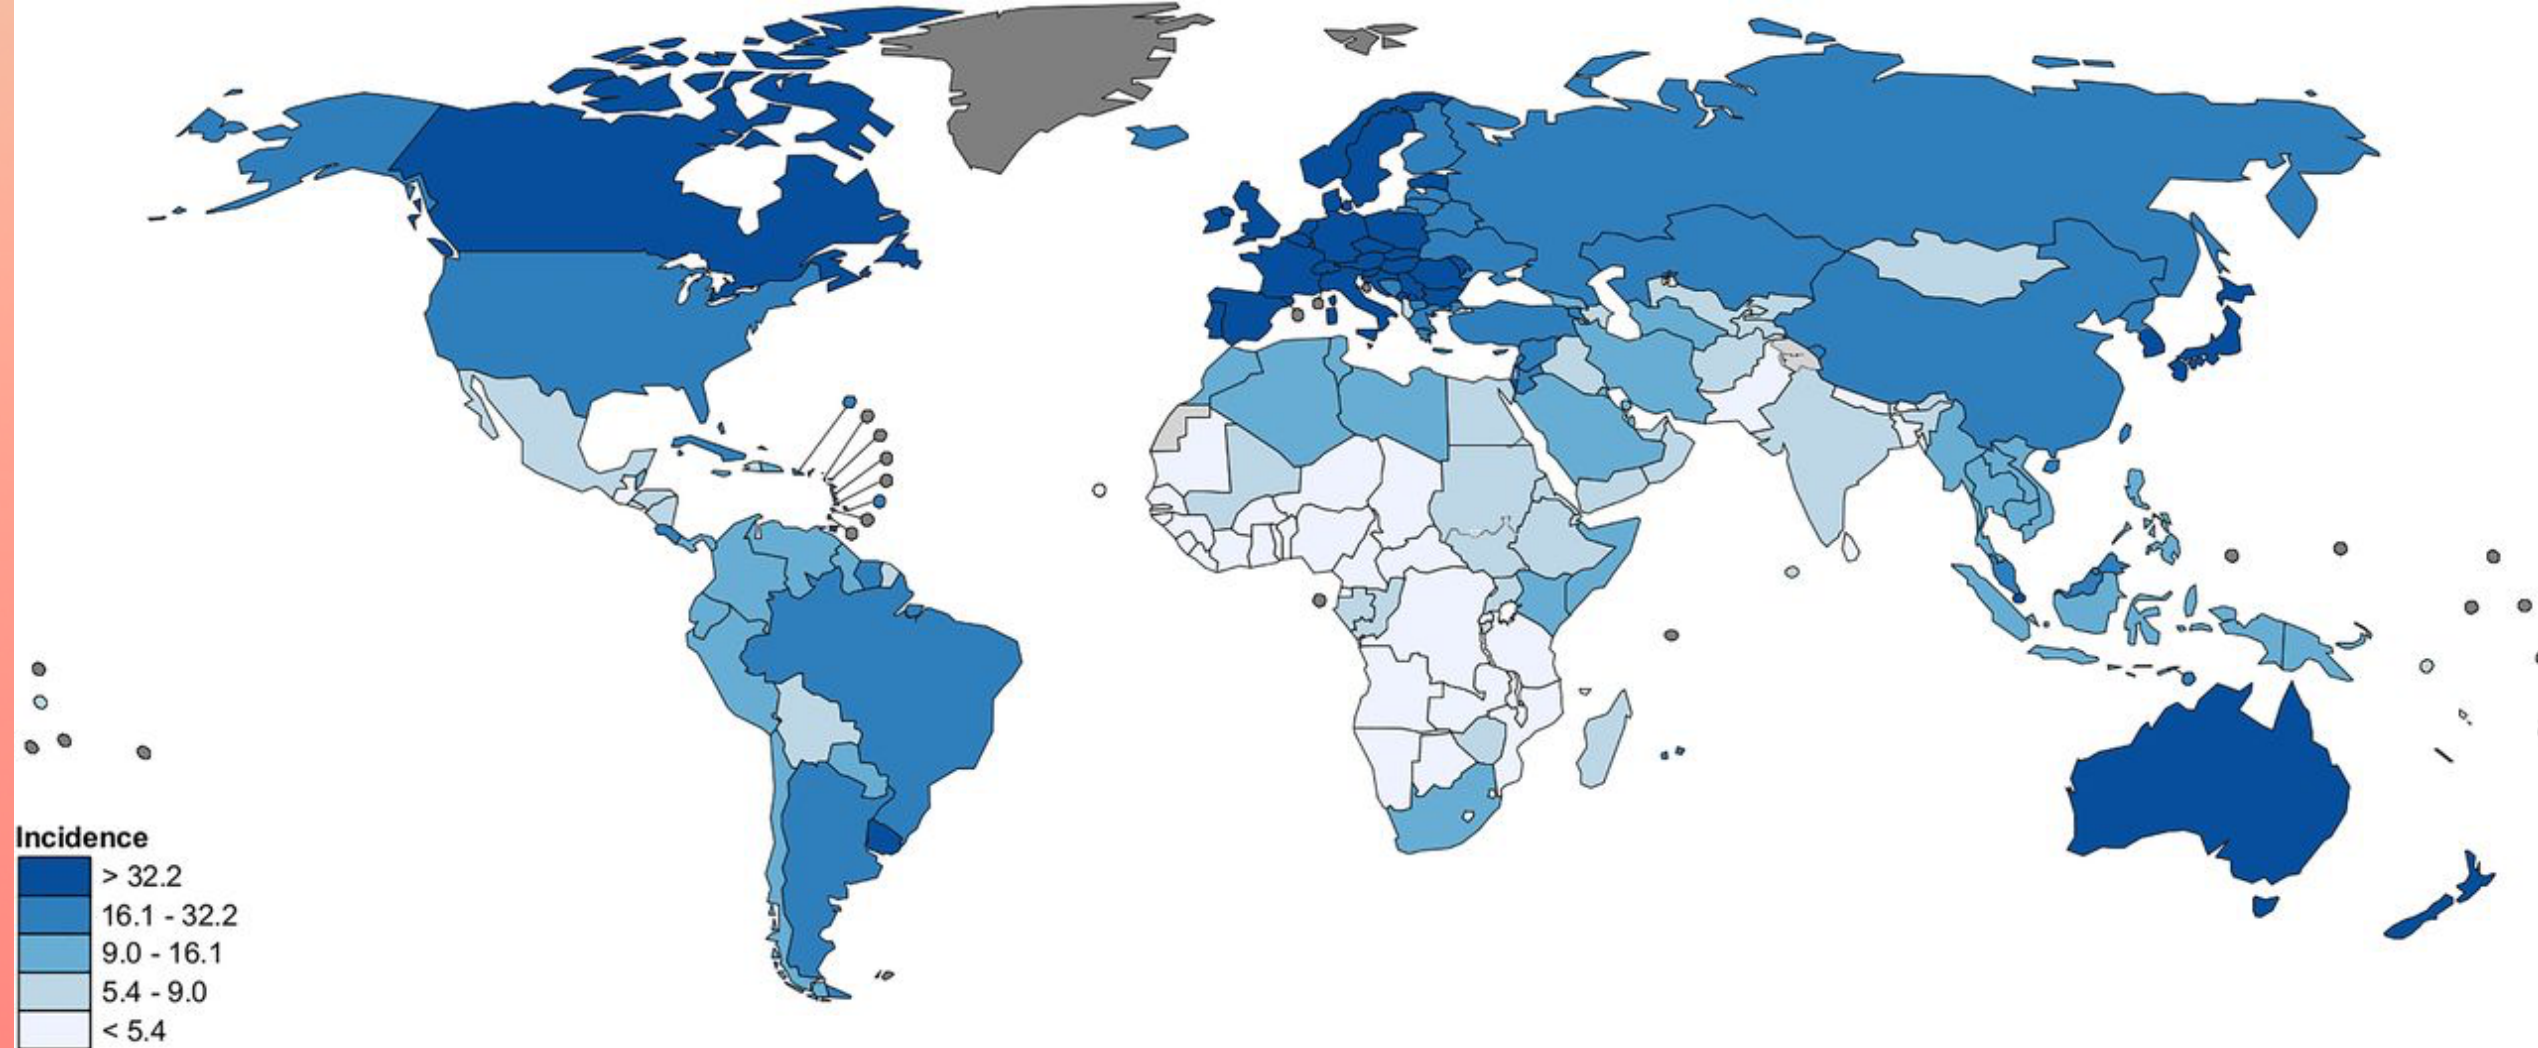 Incidence
> 32.2
16.1 - 32.2
9.0 - 16.1
5.4 - 9.0
< 5.4